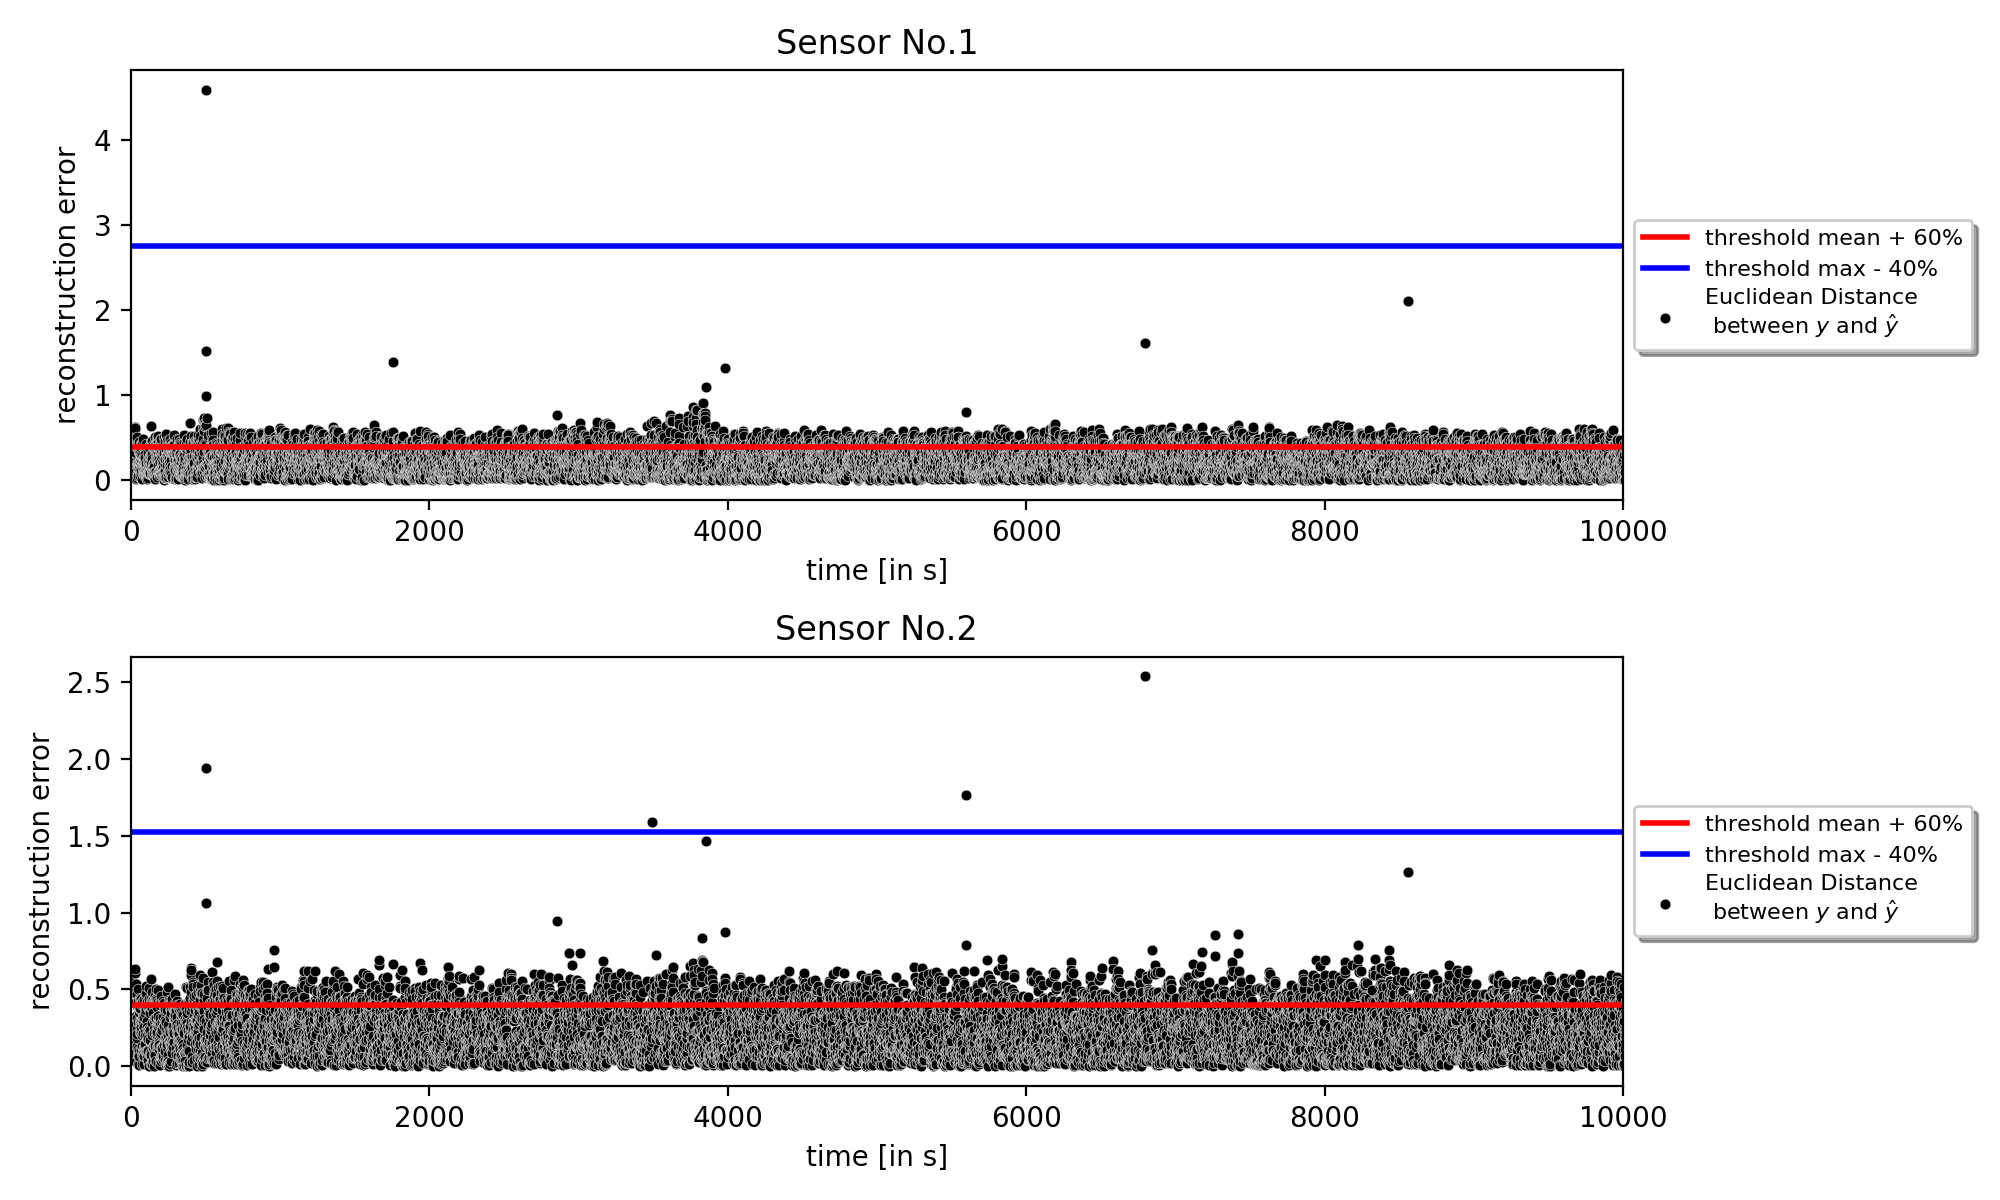 Sensor No.1
4
3
2
1
0
reconstruction error
0 2000 4000 6000 8000 10000
time [in s]
threshold mean + 60%
threshold max - 40%
Euclidean Distance
between y and ŷ
Sensor No.2
2.5
2.0
1.5
1.0
0.5
0.0
reconstruction error
0 2000 4000 6000 8000 10000
time [in s]
threshold mean + 60%
threshold max - 40%
Euclidean Distance
between y and ŷ